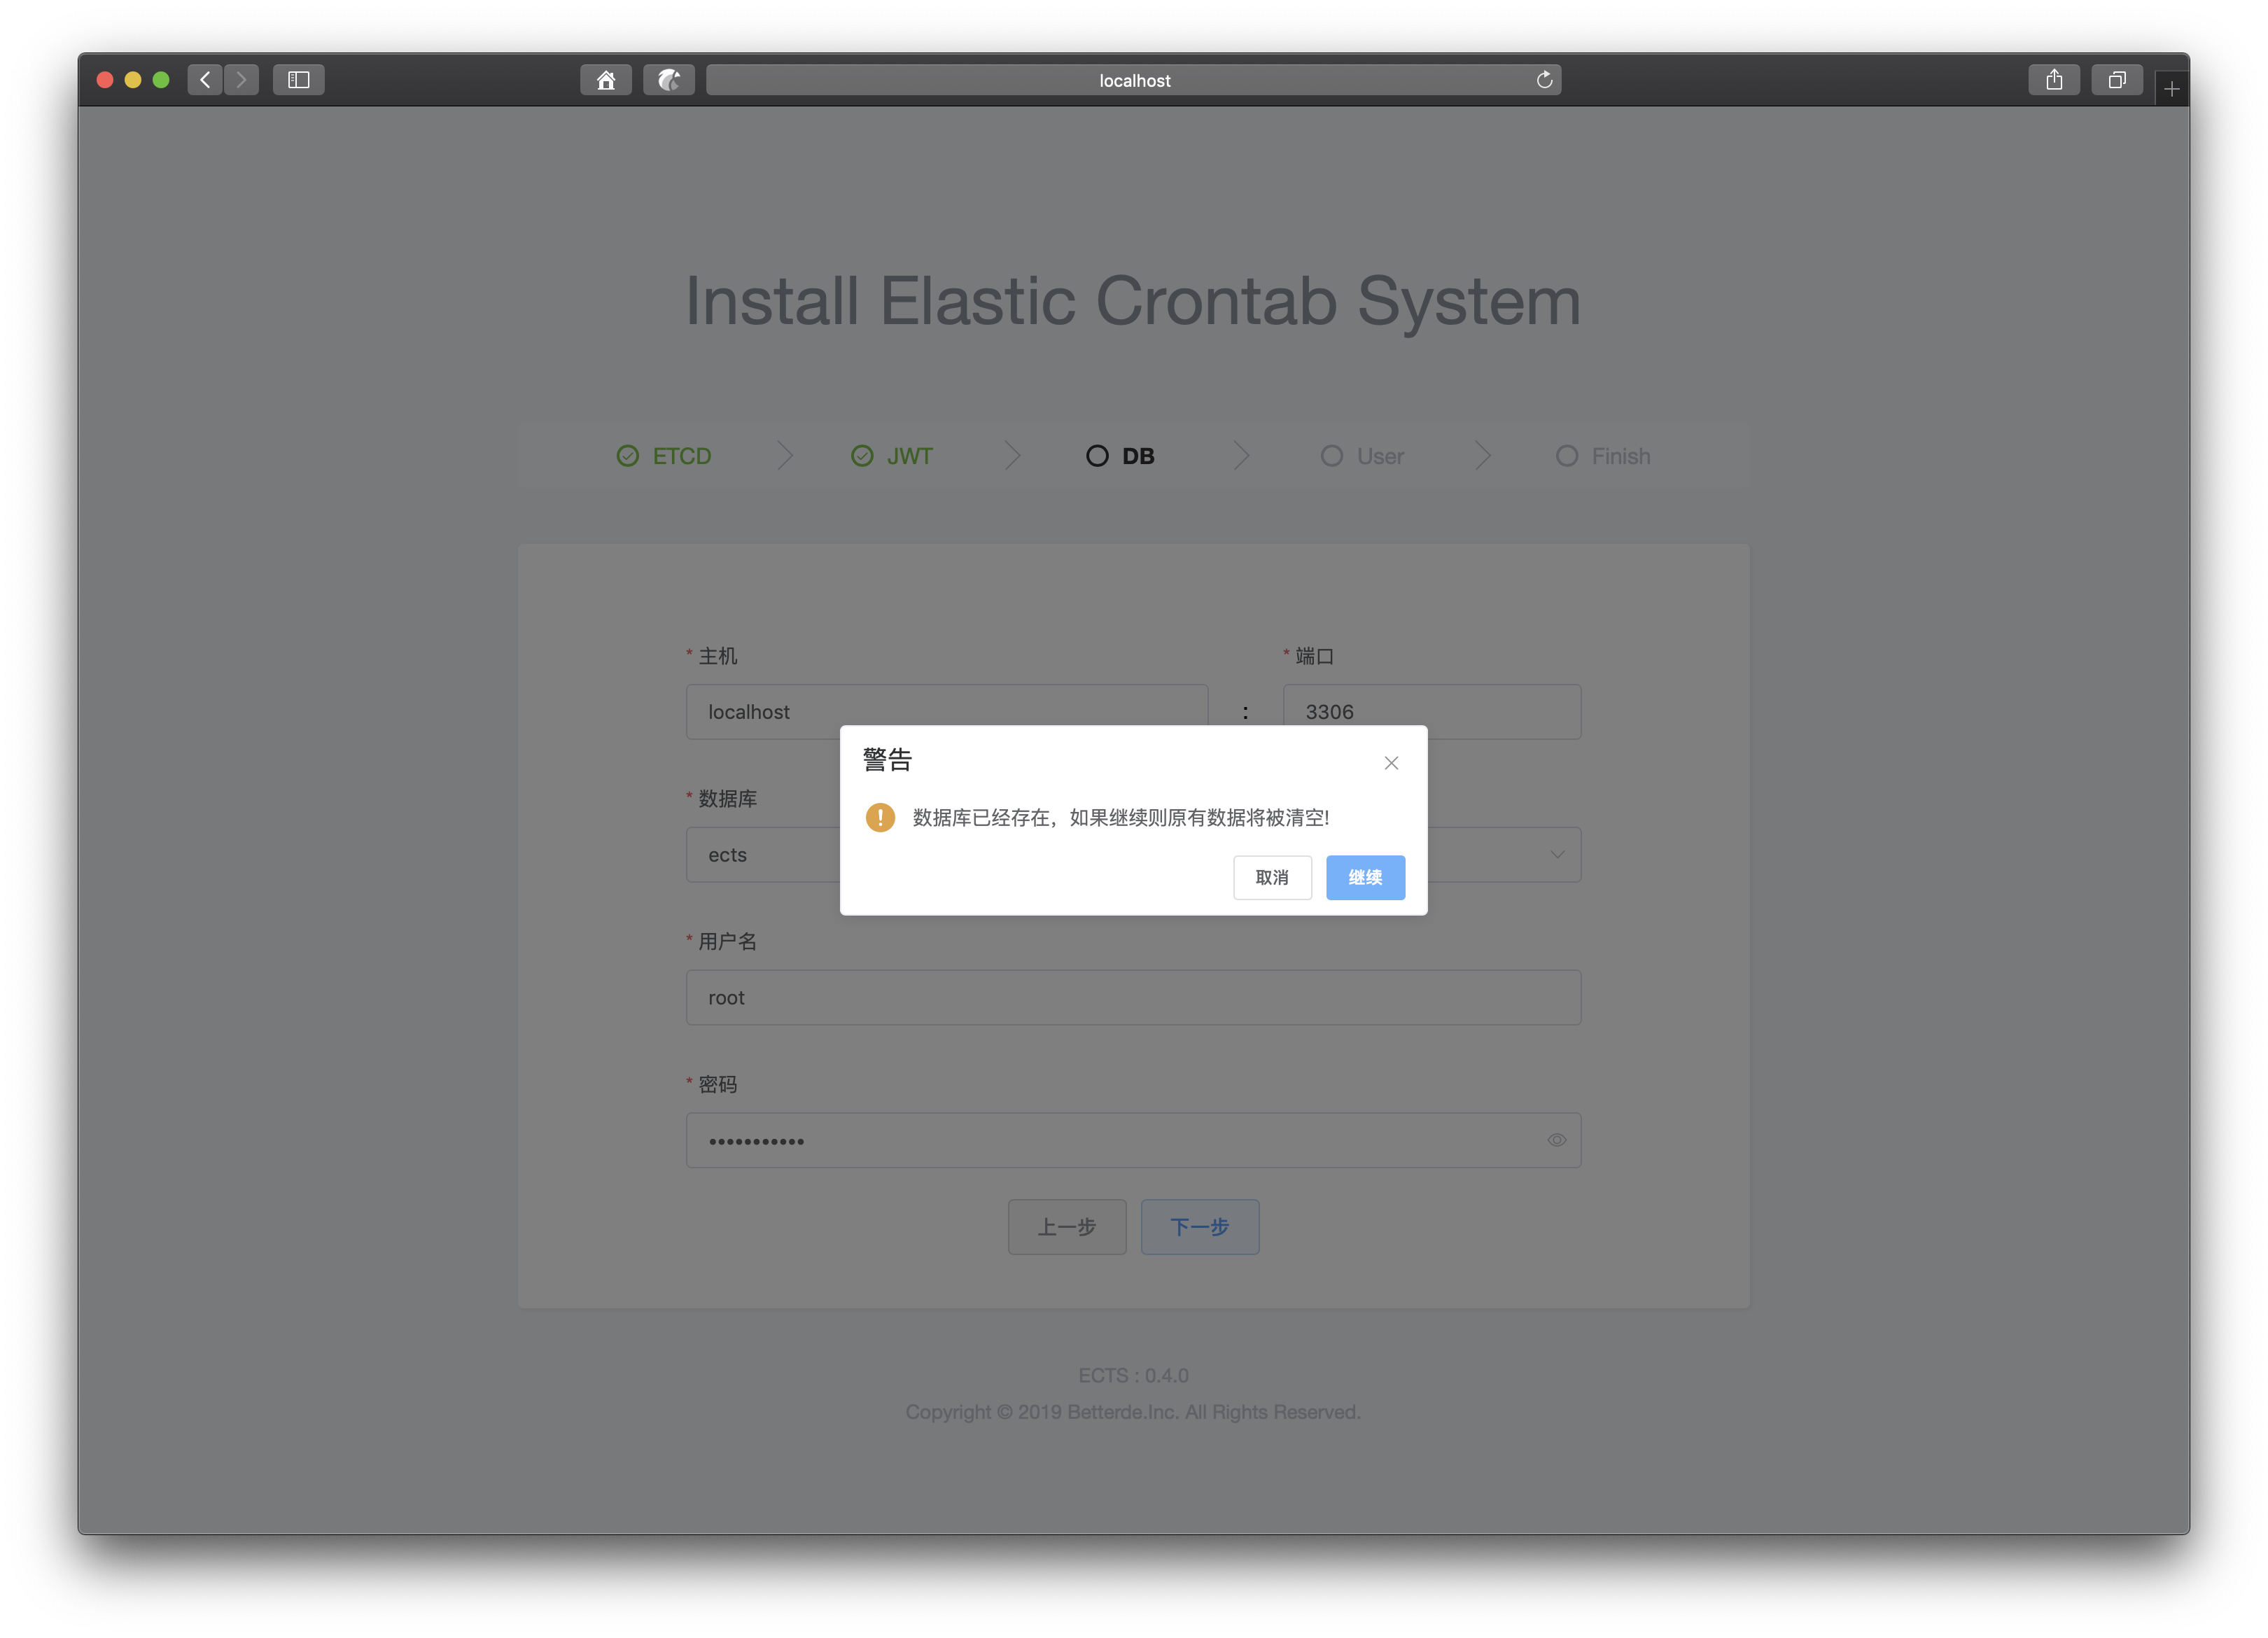 localhost
Install Elastic Crontab System
ETCD
JWT
DB
User
Finish
* 主机
* 端口
localhost
:
3306
警告
数据库已经存在，如果继续则原有数据将被清空!
取消
继续
* 数据库
ects
* 用户名
root
* 密码
•••••••••••
上一步
下一步
ECTS : 0.4.0
Copyright © 2019 Betterde.Inc. All Rights Reserved.